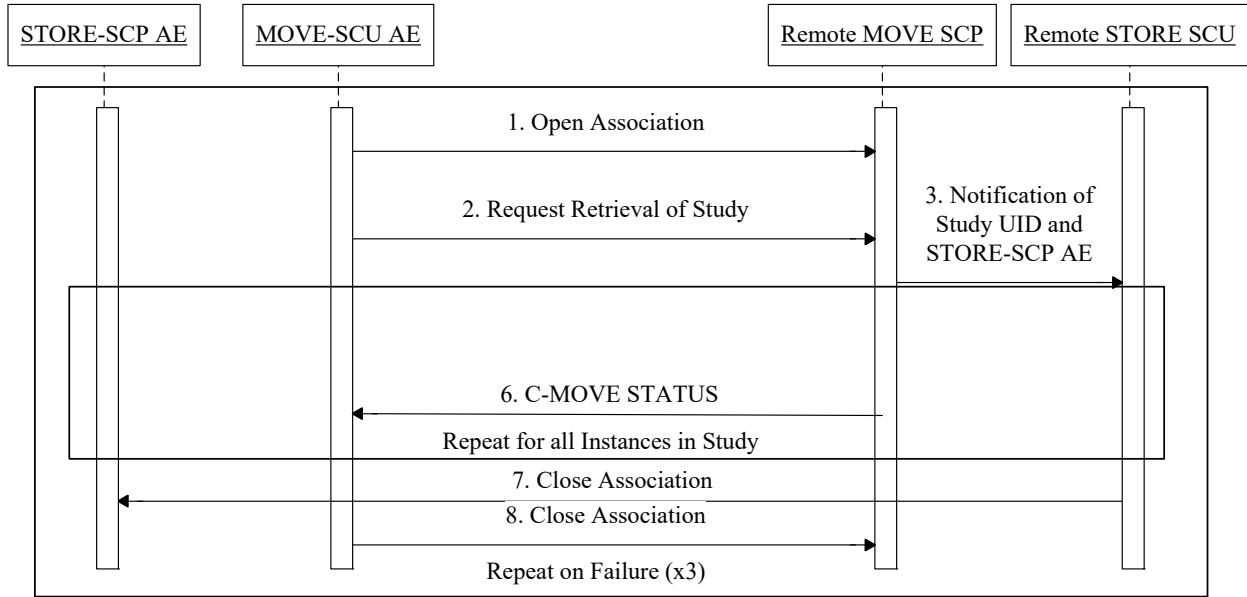 STORE-SCP AE
MOVE-SCU AE
Remote MOVE SCP
Remote STORE SCU
1. Open Association
2. Request Retrieval of Study
3. Notification of
Study UID and
STORE-SCP AE
6. C-MOVE STATUS
Repeat for all Instances in Study
7. Close Association
8. Close Association
Repeat on Failure (x3)